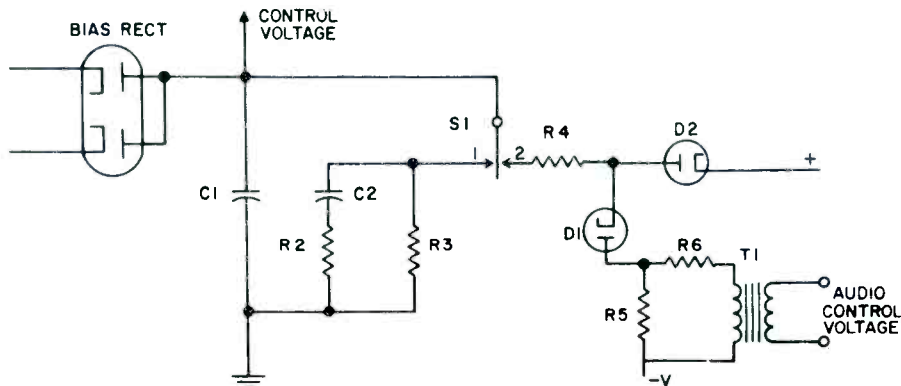 BIAS RECT
CONTROL
VOLTAGE
S1
R4
D2
+
1
2
C1
C2
R2
R3
D1
R6
T1
R5
AUDIO
CONTROL
VOLTAGE
-V